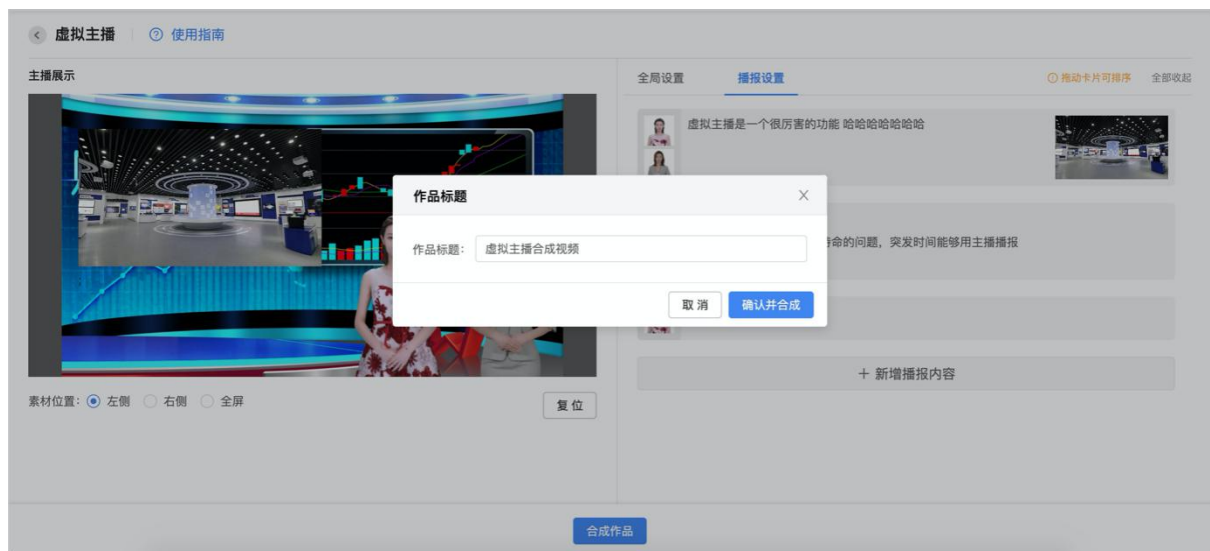 虚拟主播
使用指南
主播展示
全局设置
播报设置
拖动卡片可排序
全部收起
虚拟主播是一个很厉害的功能 哈哈哈哈哈哈哈
作品标题
作品标题：
虚拟主播合成视频
命的问题，突发时间能够用主播播报
取 消
确认并合成
+ 新增播报内容
素材位置：
左侧
右侧
全屏
复 位
合成作品